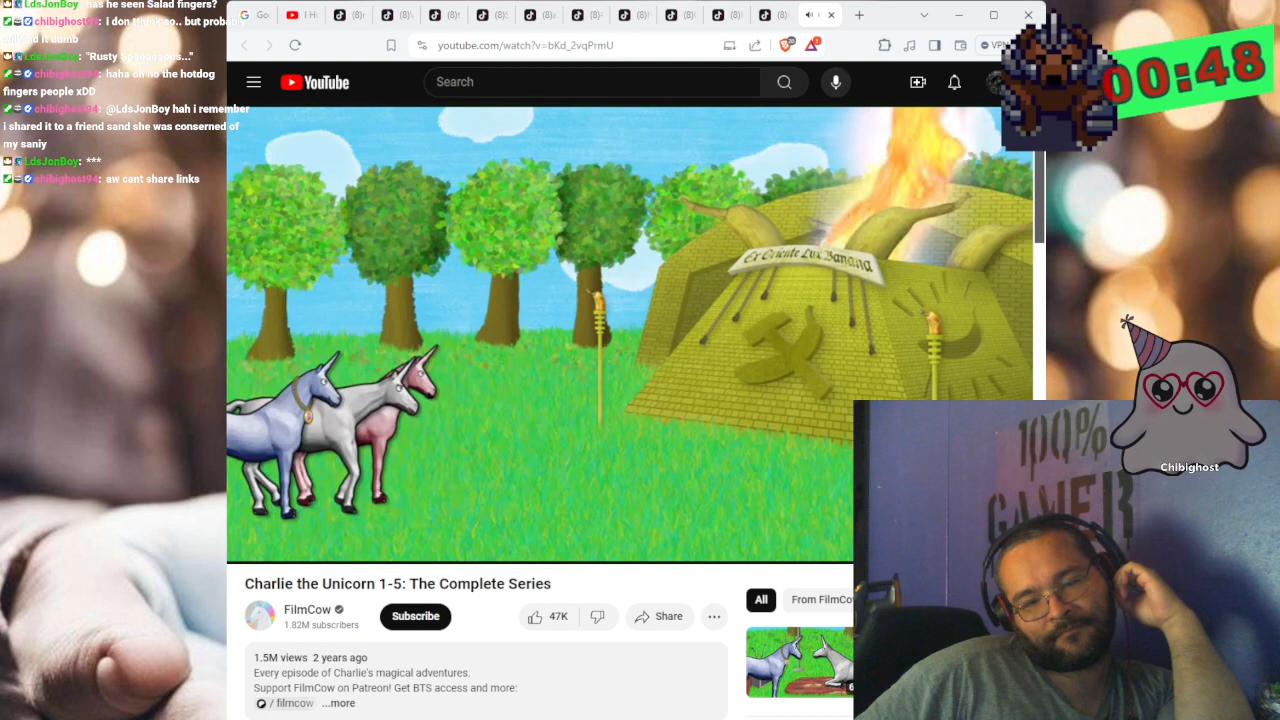 LdsJonBoy: has he seen Salad fingers?
chibighost94: i don tthink so.. but
LdsJonBoy: "Rusty
chibighost94: haha oh no the hotdog
fingers people xDD
chibighost94: @LdsJonBoy hah i remember
i shared it to a friend sand she was conserned of
my saniy
LdsJonBoy: ***
chibighost94: aw cant share links
youtube.com/watch?v=bKd_2vqPrmU
VPN
YouTube
Search
00:48
Ex Oriente Lux Banana
100%
GAMER
Chibighost
Charlie the Unicorn 1-5: The Complete Series
FilmCow
1.82M subscribers
Subscribe
47K
Share
All
From FilmCo
1.5M views 2 years ago
Every episode of Charlie's magical adventures.
Support FilmCow on Patreon! Get BTS access and more:
/ filmcow
...more